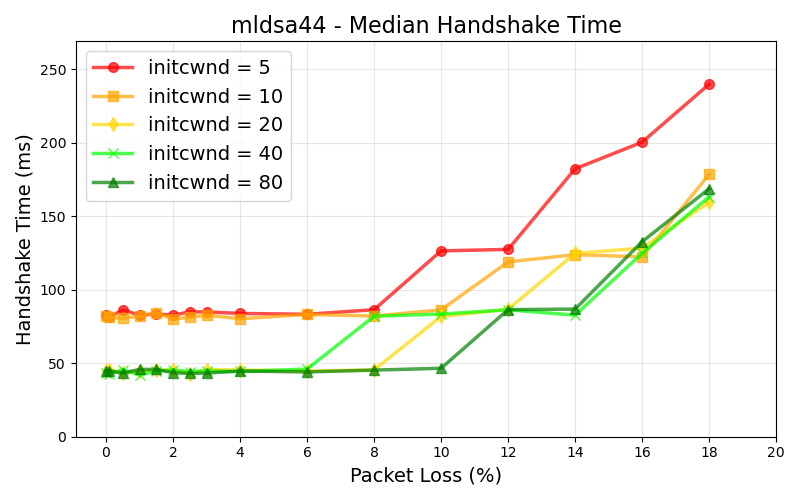 mldsa44 - Median Handshake Time
initcwnd = 5
initcwnd = 10
initcwnd = 20
initcwnd = 40
initcwnd = 80
Handshake Time (ms)
250
200
150
100
50
0
0 2 4 6 8 10 12 14 16 18 20
Packet Loss (%)